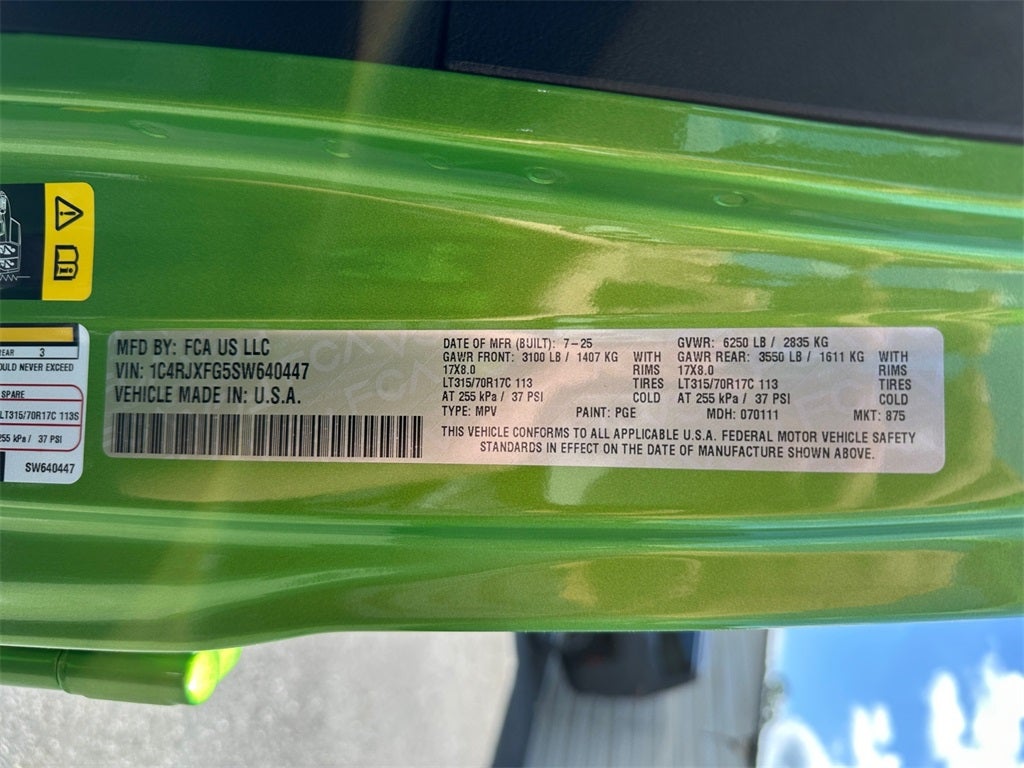 EAR 3
OULD NEVER EXCEED
SPARE
LT315/70R17C 113S
255 kPa / 37 PSI
SW640447
MFD BY: FCA US LLC
VIN: 1C4RJXFG5SW640447
VEHICLE MADE IN: U.S.A.
DATE OF MFR (BUILT): 7-25
GAWR FRONT: 3100 LB / 1407 KG WITH
17X8.0 RIMS
LT315/70R17C 113 TIRES
AT 255 kPa / 37 PSI COLD
TYPE: MPV PAINT: PGE
GVWR: 6250 LB / 2835 KG
GAWR REAR: 3550 LB / 1611 KG WITH
17X8.0 RIMS
LT315/70R17C 113 TIRES
AT 255 kPa / 37 PSI COLD
MDH: 070111 MKT: 875
THIS VEHICLE CONFORMS TO ALL APPLICABLE U.S.A. FEDERAL MOTOR VEHICLE SAFETY
STANDARDS IN EFFECT ON THE DATE OF MANUFACTURE SHOWN ABOVE.